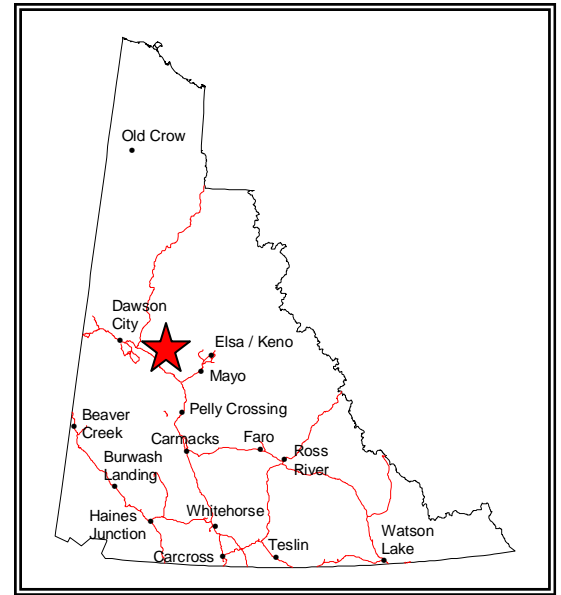 Old Crow
Dawson
City
Elsa / Keno
Mayo
Pelly Crossing
Beaver
Creek
Carmacks
Faro
Ross
River
Burwash
Landing
Haines
Junction
Whitehorse
Carcross
Teslin
Watson
Lake